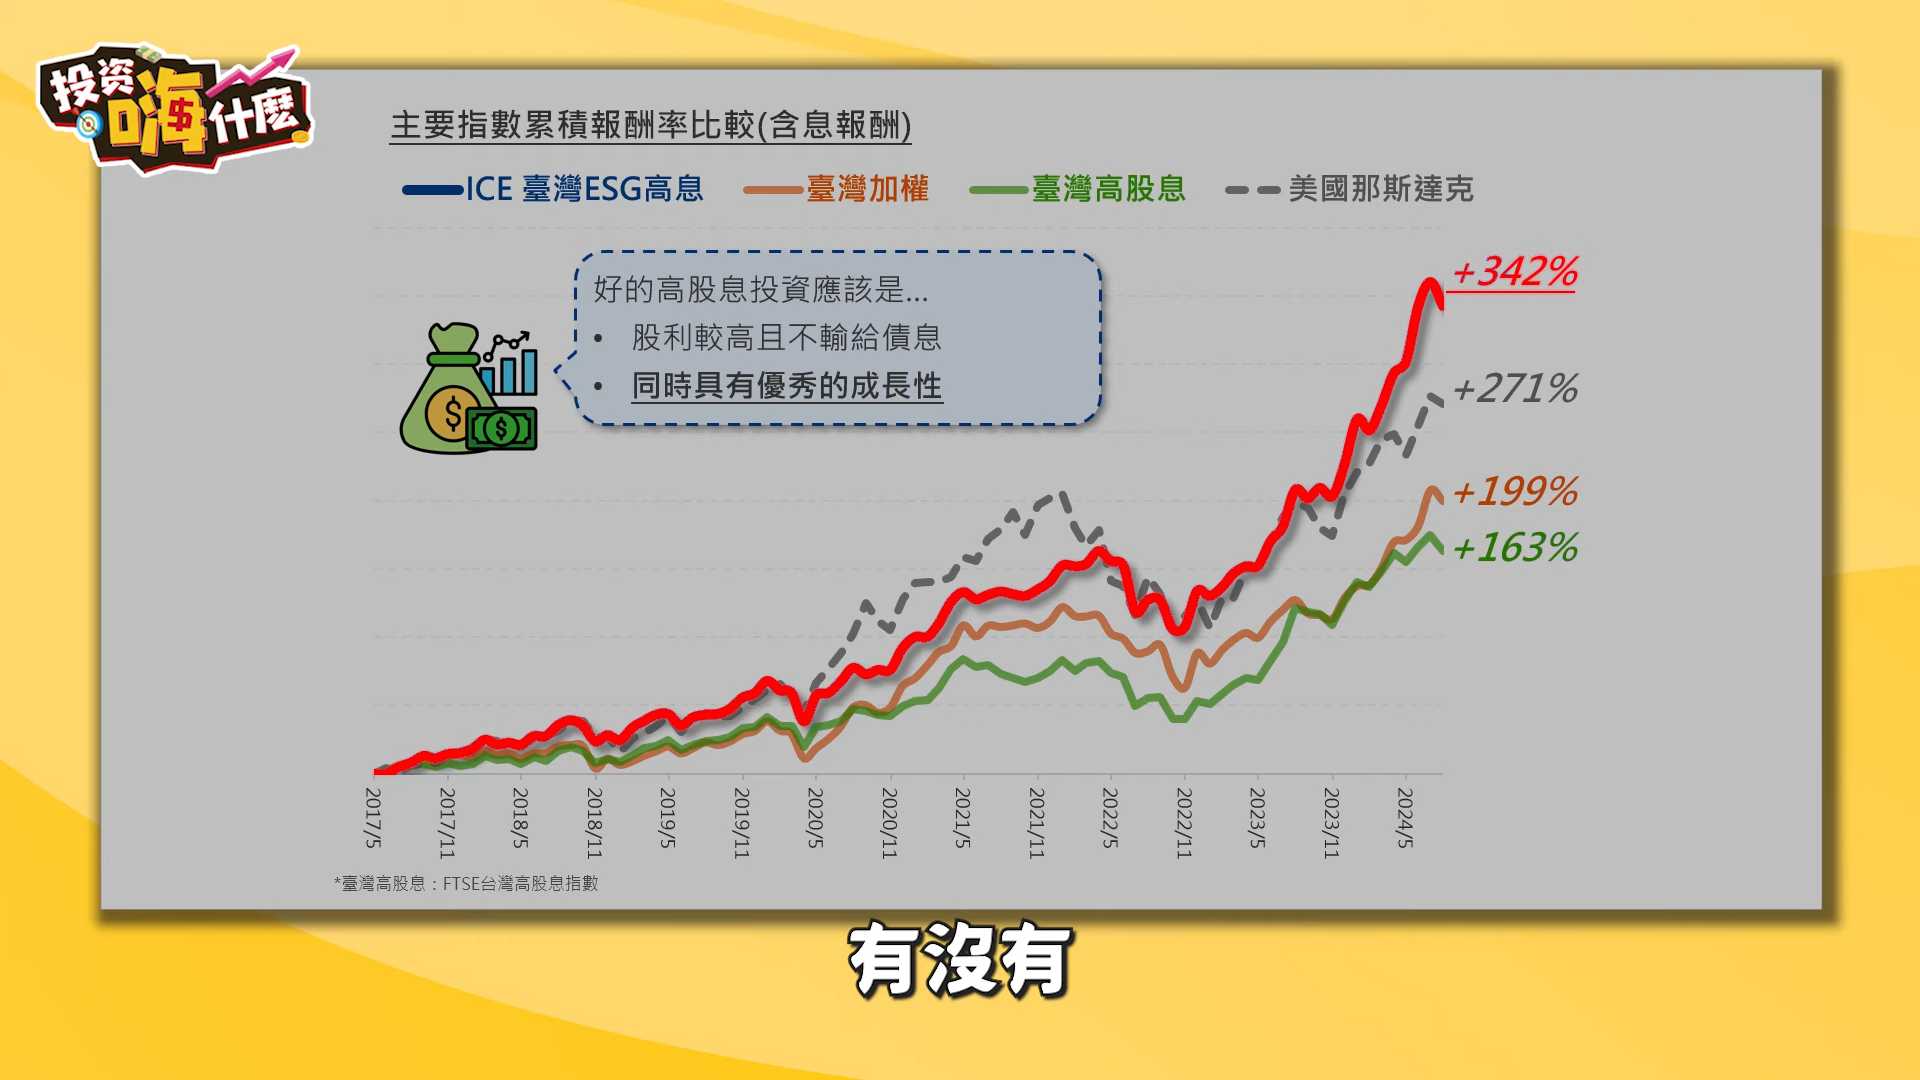 投資嗨什麼
主要指數累積報酬率比較(含息報酬)
ICE 臺灣ESG高息 臺灣加權 臺灣高股息 美國那斯達克
好的高股息投資應該是...
• 股利較高且不輸給債息
• 同時具有優秀的成長性
+342%
+271%
+199%
+163%
2017/5 2017/11 2018/5 2018/11 2019/5 2019/11 2020/5 2020/11 2021/5 2021/11 2022/5 2022/11 2023/5 2023/11 2024/5
*臺灣高股息：FTSE台灣高股息指數
有沒有